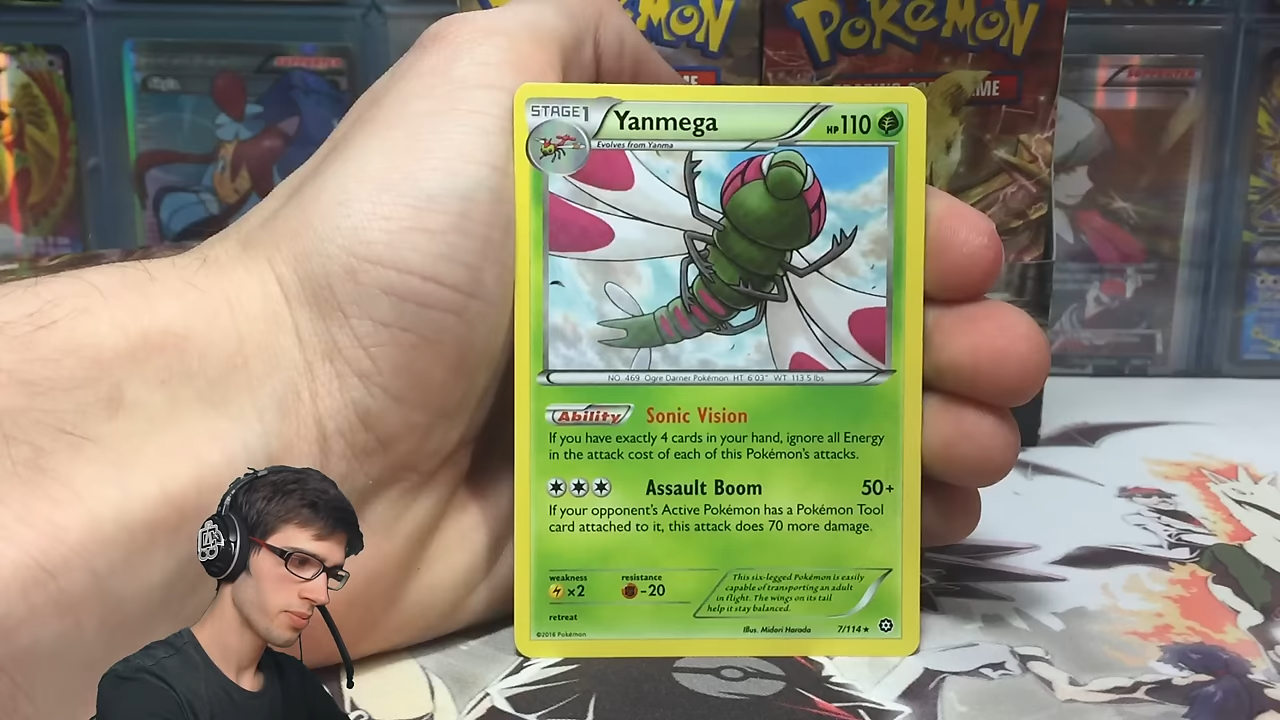 POKéMON
POKéMON
ME
GAME
SUPPORTER
SUPPORTER
STAGE1
Yanmega
HP110
Evolves from Yanma
NO. 469 Ogre Darner Pokémon HT: 6'03" WT: 113.5 lbs
Ability Sonic Vision
If you have exactly 4 cards in your hand, ignore all Energy
in the attack cost of each of this Pokémon's attacks.
Assault Boom 50+
If your opponent's Active Pokémon has a Pokémon Tool
card attached to it, this attack does 70 more damage.
weakness resistance
×2 -20
This six-legged Pokémon is easily
capable of transporting an adult
in flight. The wings on its tail
help it stay balanced.
retreat
©2016 Pokémon
Illus. Midori Harada 7/114★